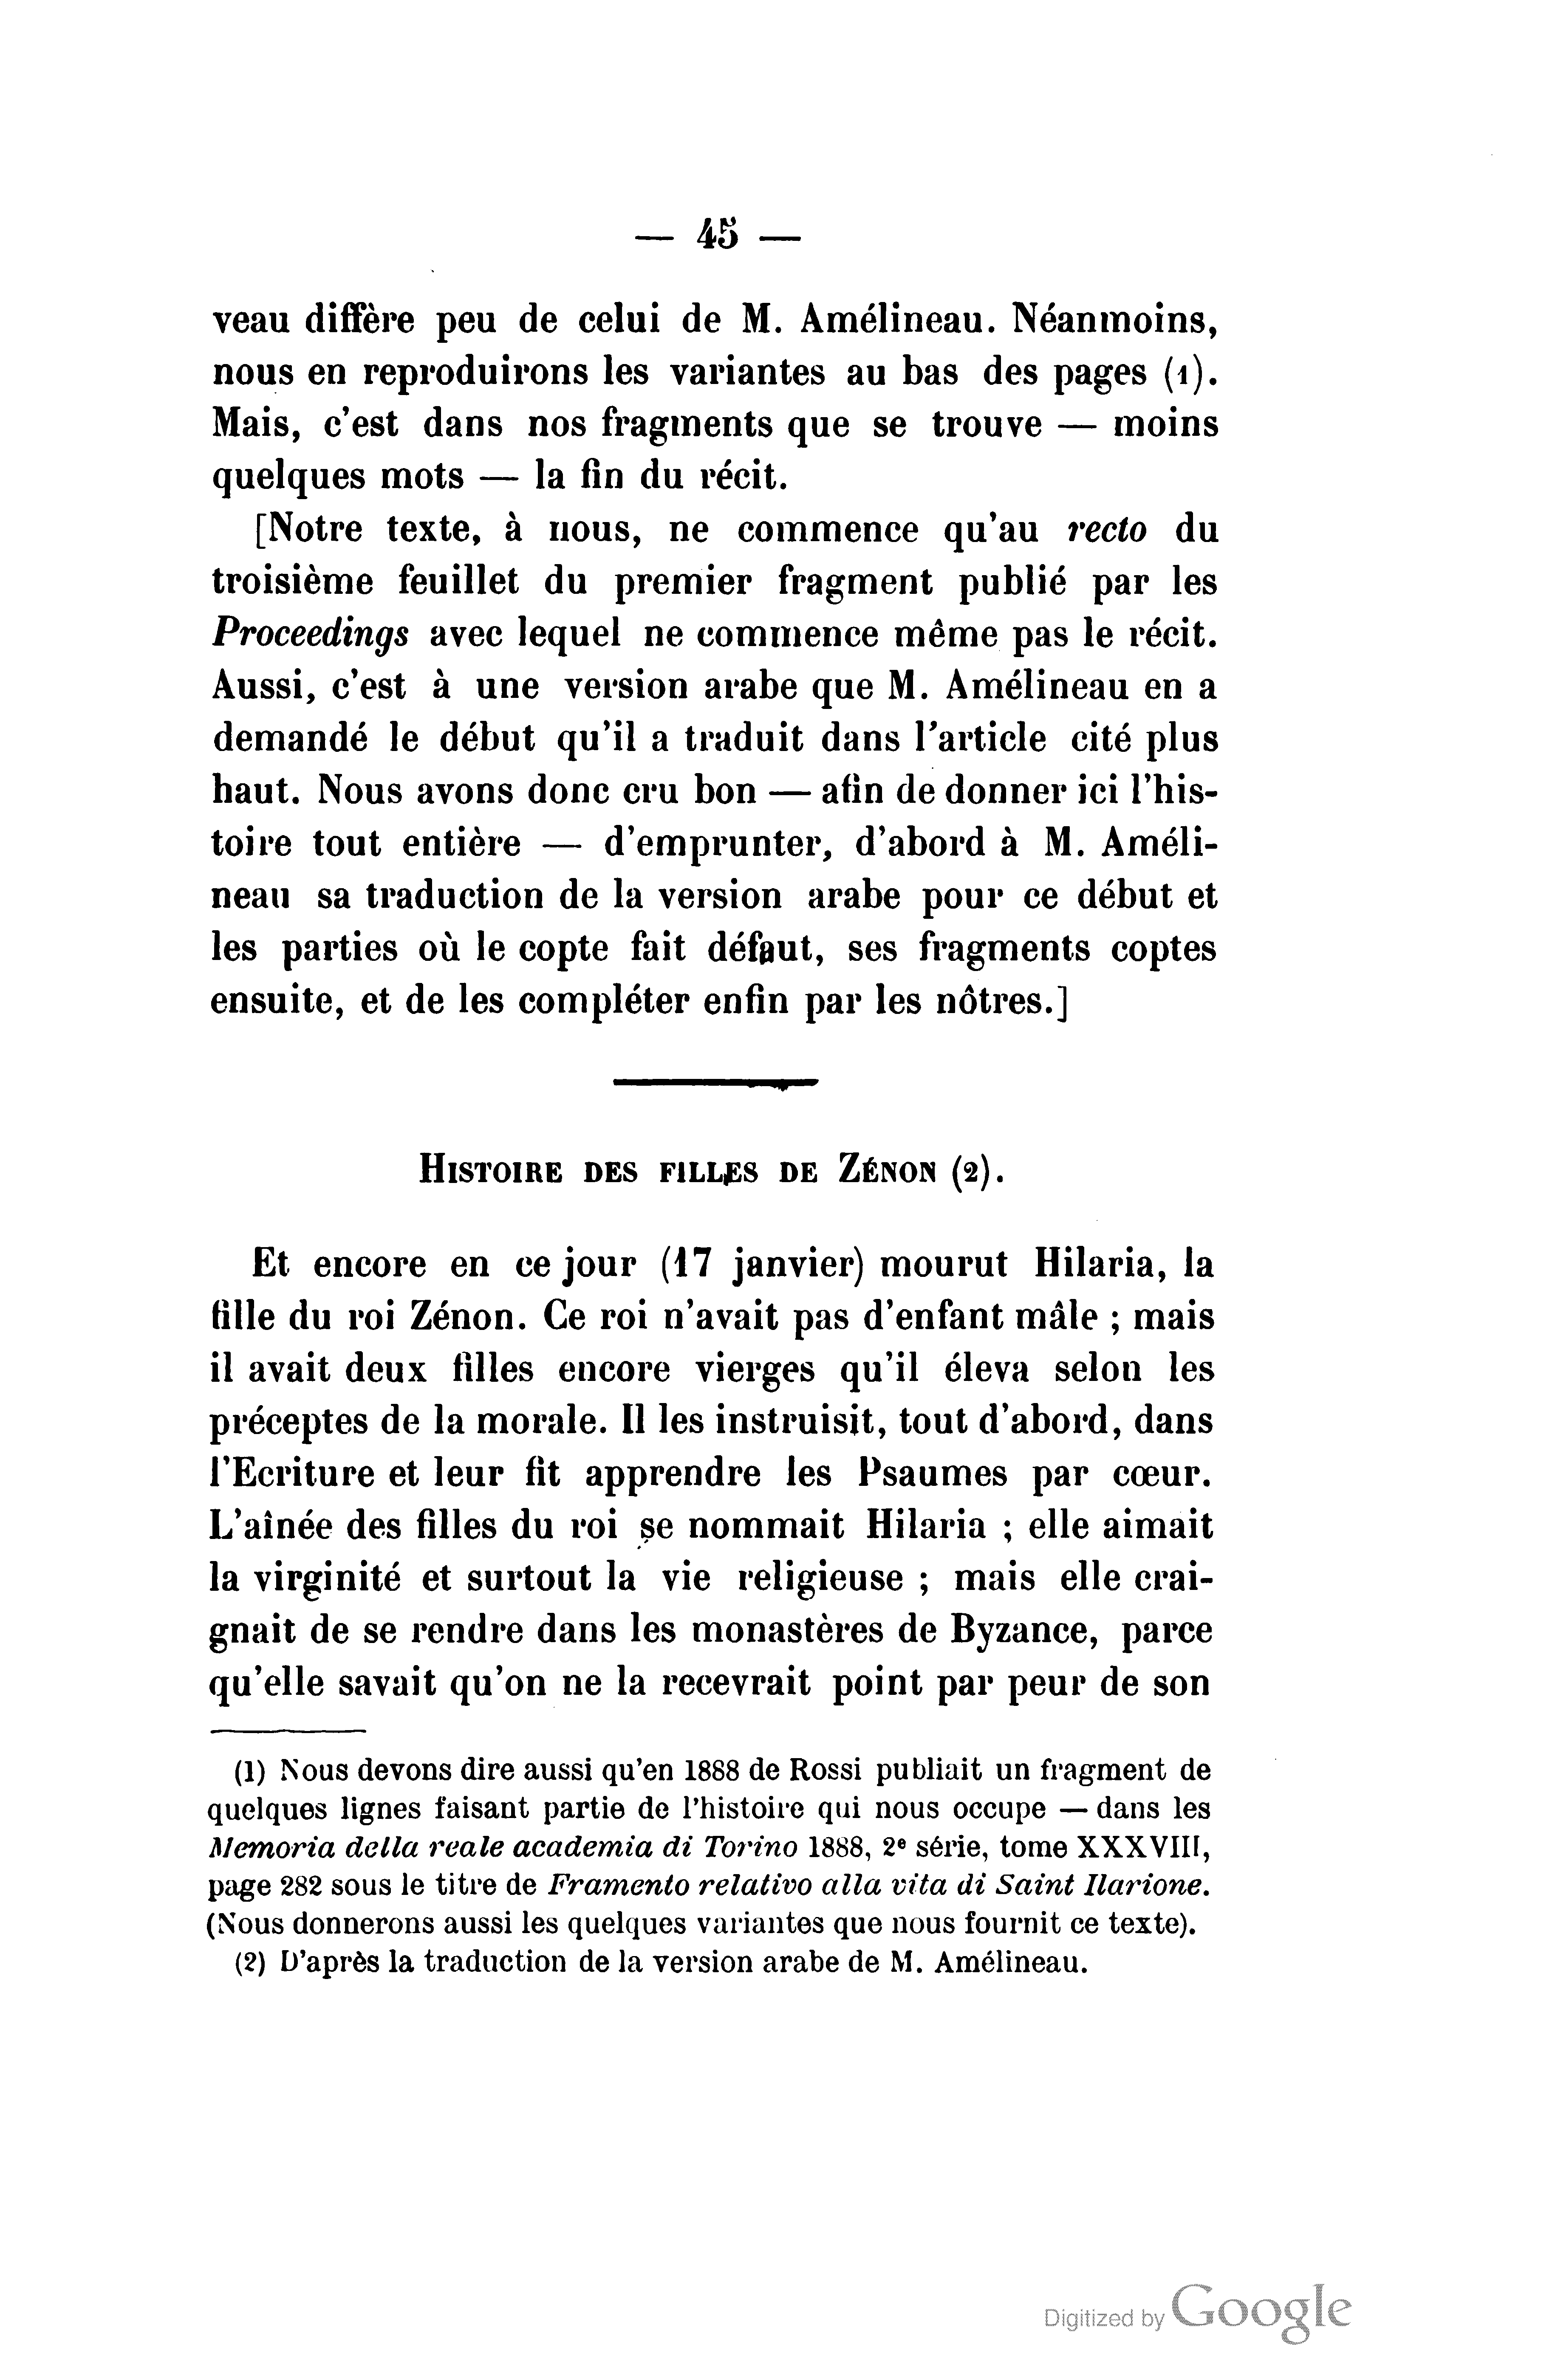 — 45 —
veau diffère peu de celui de M. Amélineau. Néanmoins,
nous en reproduirons les variantes au bas des pages (1).
Mais, c'est dans nos fragments que se trouve — moins
quelques mots — la fin du récit.
[Notre texte, à nous, ne commence qu'au recto du
troisième feuillet du premier fragment publié par les
Proceedings avec lequel ne commence même pas le récit.
Aussi, c'est à une version arabe que M. Amélineau en a
demandé le début qu'il a traduit dans l'article cité plus
haut. Nous avons donc cru bon — afin de donner ici l'his-
toire tout entière — d'emprunter, d'abord à M. Améli-
neau sa traduction de la version arabe pour ce début et
les parties où le copte fait défaut, ses fragments coptes
ensuite, et de les compléter enfin par les nôtres.]
HISTOIRE DES FILLES DE ZÉNON (2).
Et encore en ce jour (17 janvier) mourut Hilaria, la
fille du roi Zénon. Ce roi n'avait pas d'enfant mâle ; mais
il avait deux filles encore vierges qu'il éleva selon les
préceptes de la morale. Il les instruisit, tout d'abord, dans
l'Ecriture et leur fit apprendre les Psaumes par cœur.
L'aînée des filles du roi se nommait Hilaria ; elle aimait
la virginité et surtout la vie religieuse ; mais elle crai-
gnait de se rendre dans les monastères de Byzance, parce
qu'elle savait qu'on ne la recevrait point par peur de son
(1) Nous devons dire aussi qu'en 1888 de Rossi publiait un fragment de
quelques lignes faisant partie de l'histoire qui nous occupe — dans les
Memoria della reale academia di Torino 1888, 2e série, tome XXXVIII,
page 282 sous le titre de Framento relativo alla vita di Saint Ilarione.
(Nous donnerons aussi les quelques variantes que nous fournit ce texte).
(2) D'après la traduction de la version arabe de M. Amélineau.
Digitized by Google